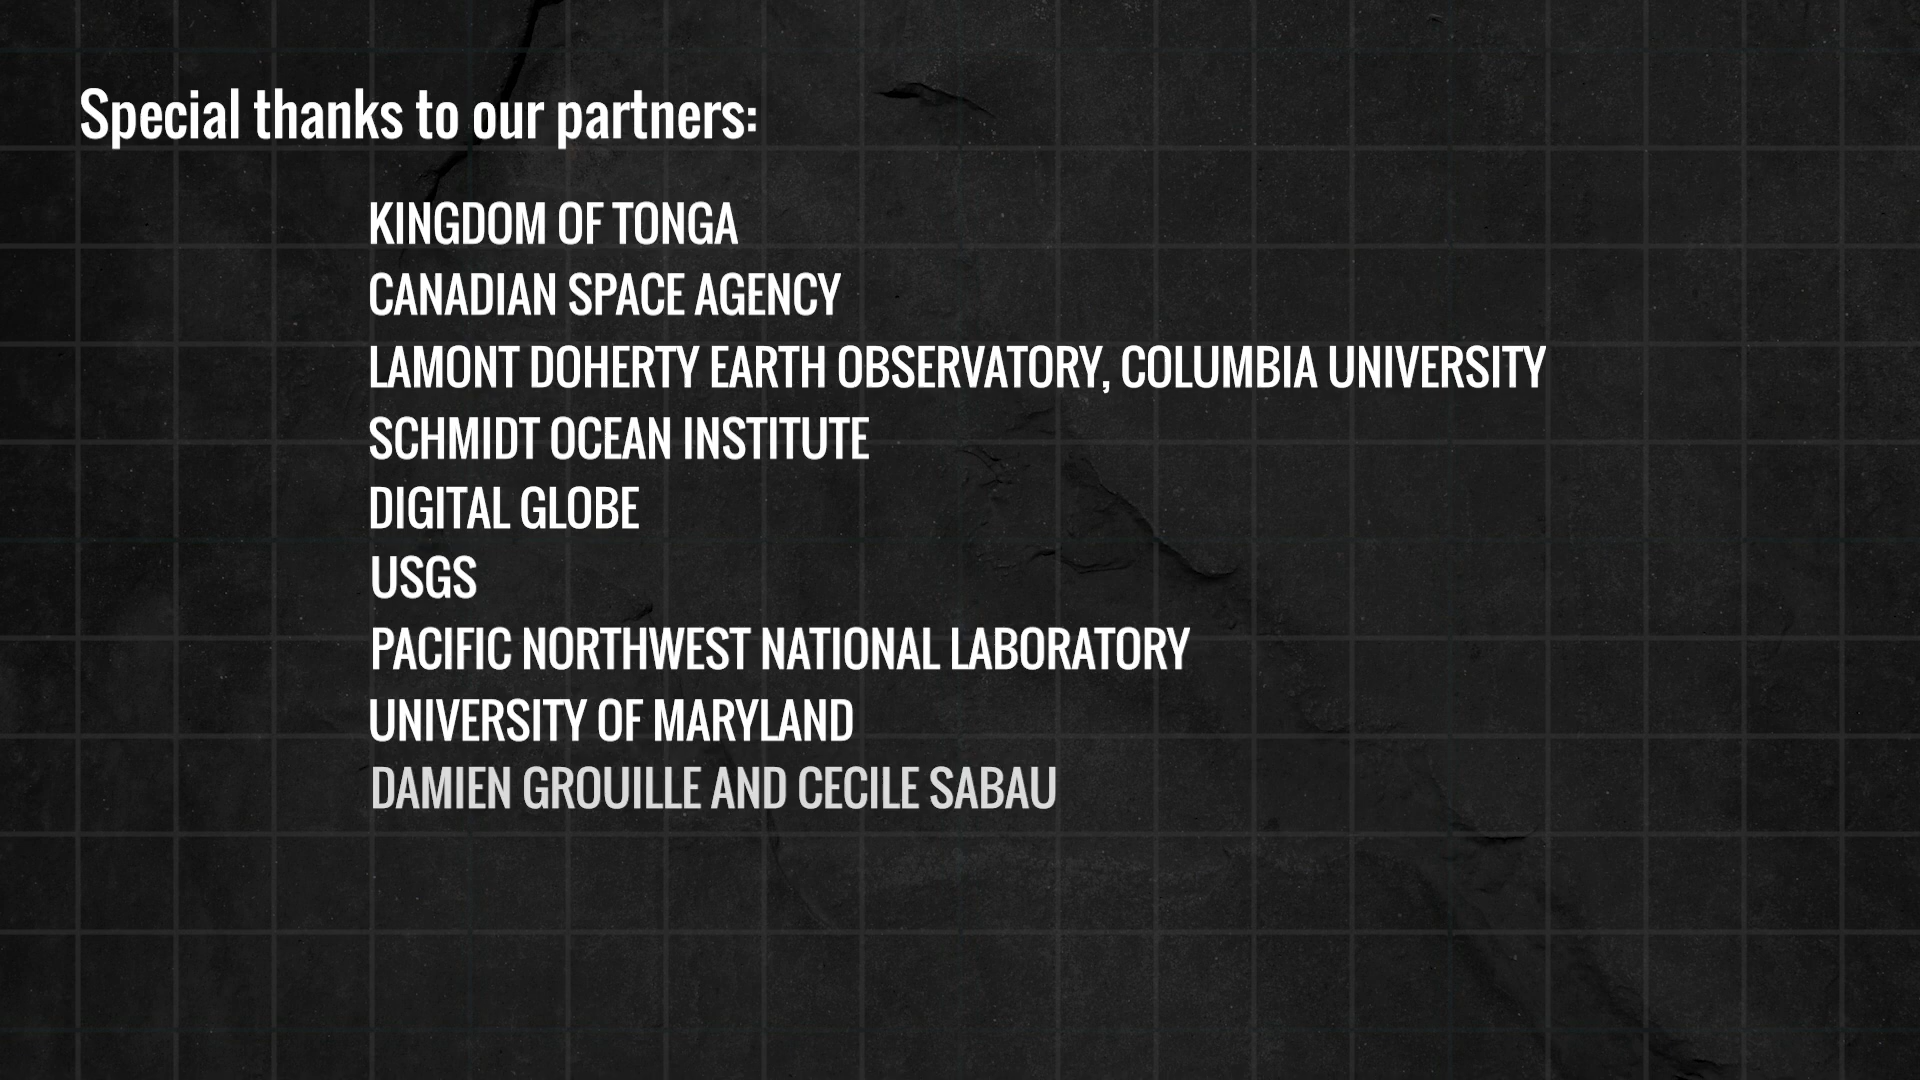 Special thanks to our partners:
KINGDOM OF TONGA
CANADIAN SPACE AGENCY
LAMONT DOHERTY EARTH OBSERVATORY, COLUMBIA UNIVERSITY
SCHMIDT OCEAN INSTITUTE
DIGITAL GLOBE
USGS
PACIFIC NORTHWEST NATIONAL LABORATORY
UNIVERSITY OF MARYLAND
DAMIEN GROUILLE AND CECILE SABAU